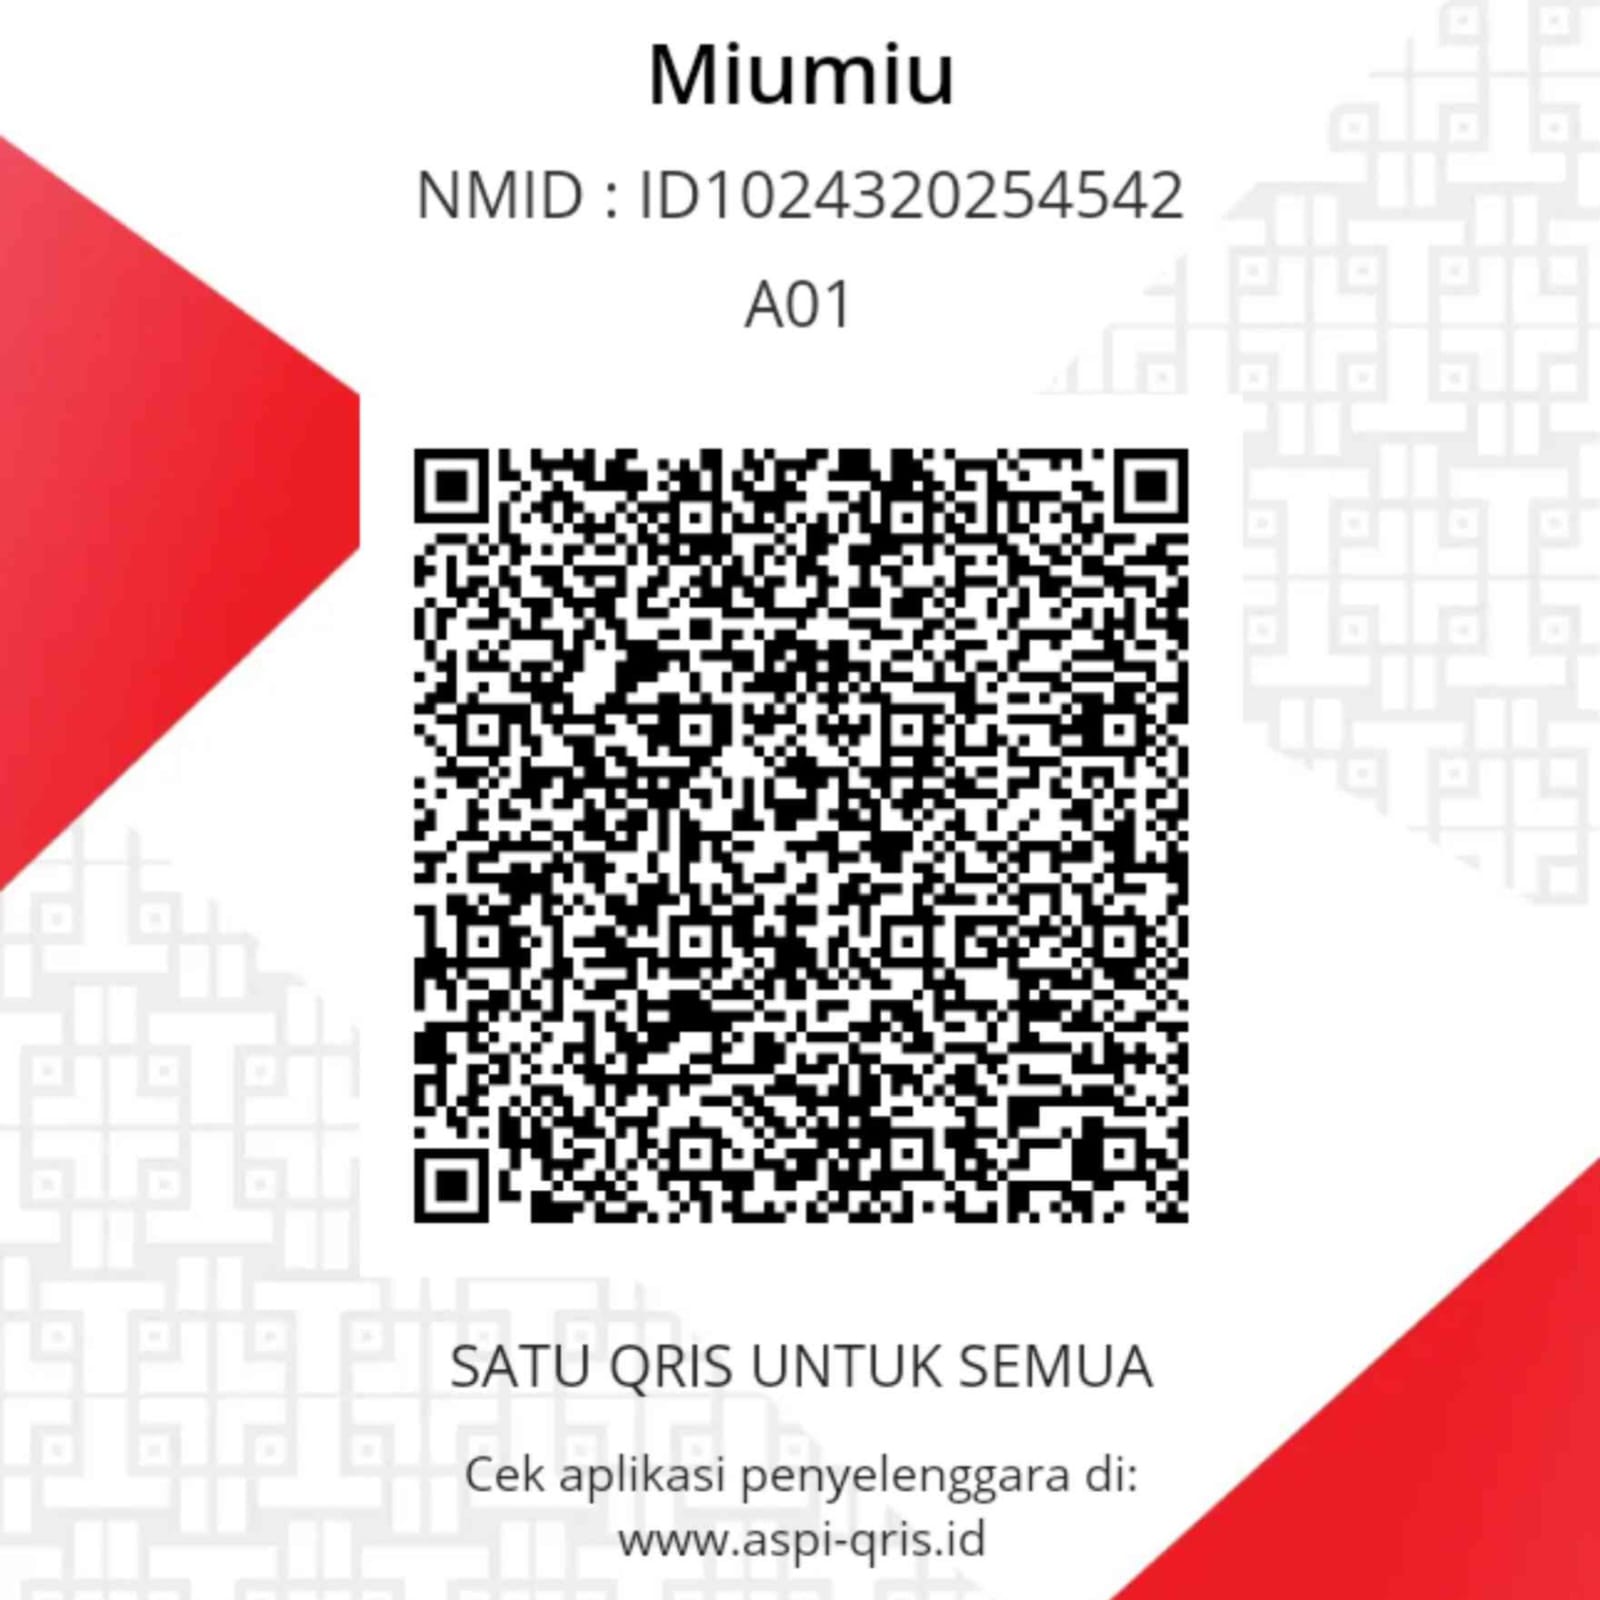 Miumiu
NMID : ID1024320254542
A01
SATU QRIS UNTUK SEMUA
Cek aplikasi penyelenggara di:
www.aspi-qris.id